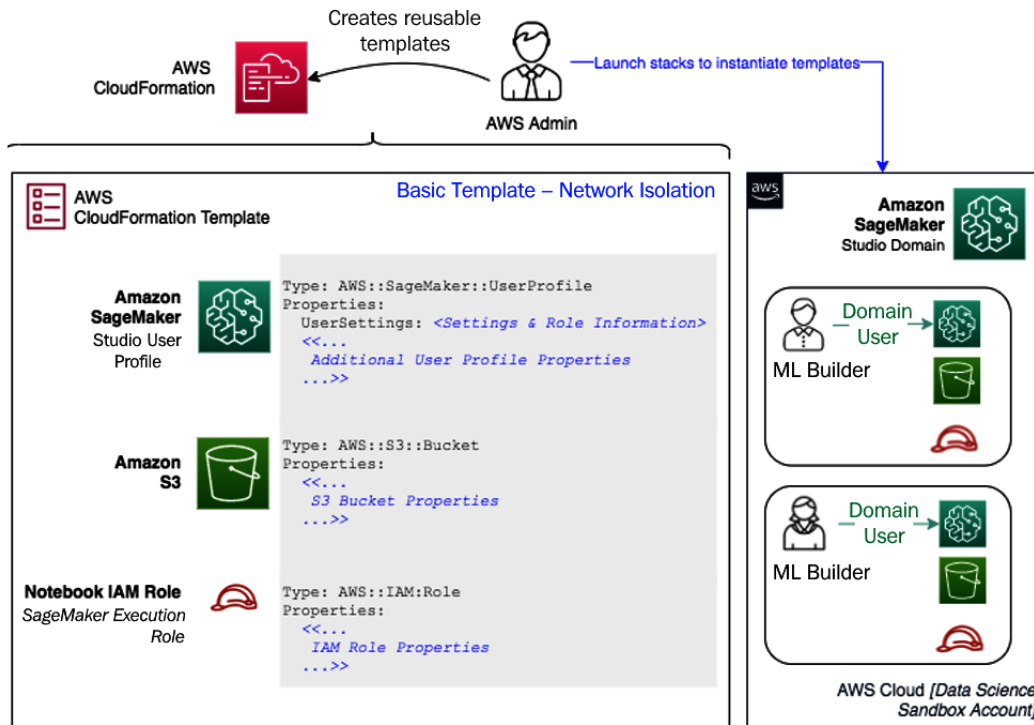 Creates reusable
templates
AWS
CloudFormation
Launch stacks to instantiate templates
AWS Admin
AWS
CloudFormation Template
Basic Template – Network Isolation
Amazon
SageMaker
Studio User
Profile
Type: AWS::SageMaker::UserProfile
Properties:
UserSettings: <Settings & Role Information>
<<...
Additional User Profile Properties
...>>
Amazon
S3
Type: AWS::S3::Bucket
Properties:
<<...
S3 Bucket Properties
...>>
Notebook IAM Role
SageMaker Execution
Role
Type: AWS::IAM:Role
Properties:
<<...
IAM Role Properties
...>>
aws
Amazon
SageMaker
Studio Domain
Domain
User
ML Builder
Domain
User
ML Builder
AWS Cloud [Data Science
Sandbox Account]